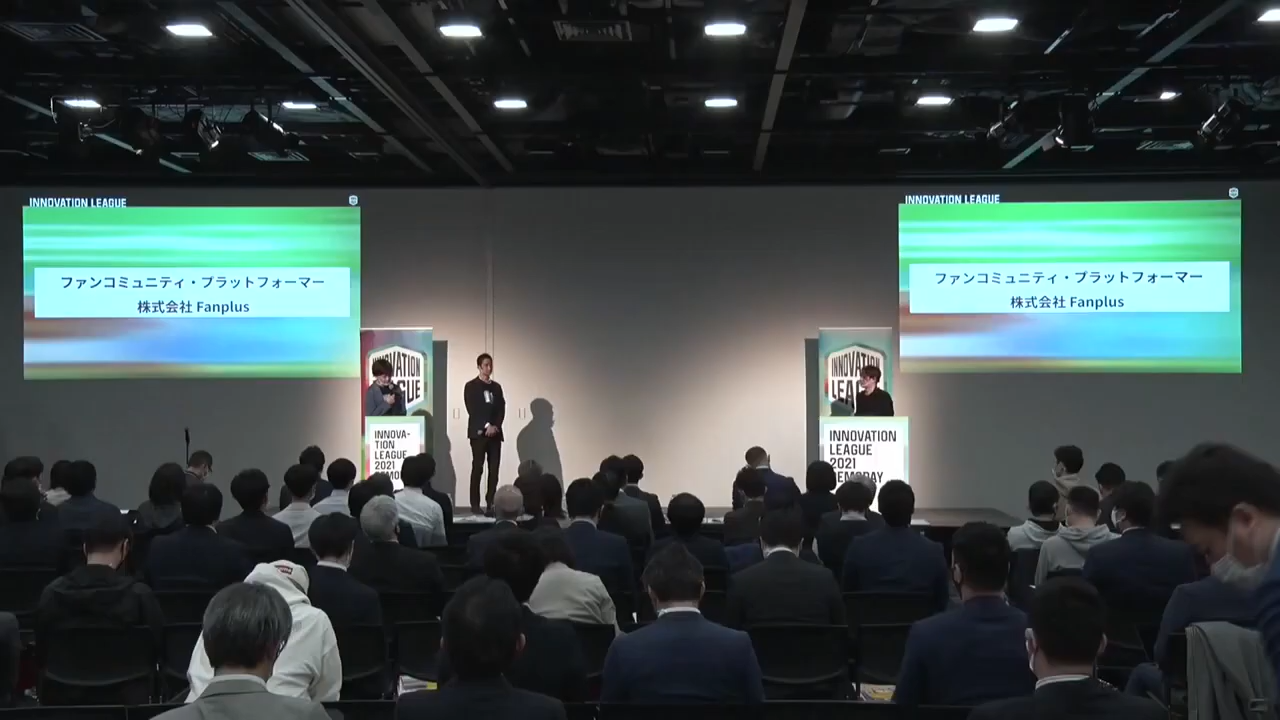 INNOVATION LEAGUE
ファンコミュニティ・プラットフォーマー
株式会社 Fanplus
INNOVATION LEAGUE
ファンコミュニティ・プラットフォーマー
株式会社 Fanplus
INNOVATION
LEAGUE
INNOVA-
TION
LEAGUE
2021
INNOVATION
LEAGUE
INNOVATION
LEAGUE
2021
DEMODAY